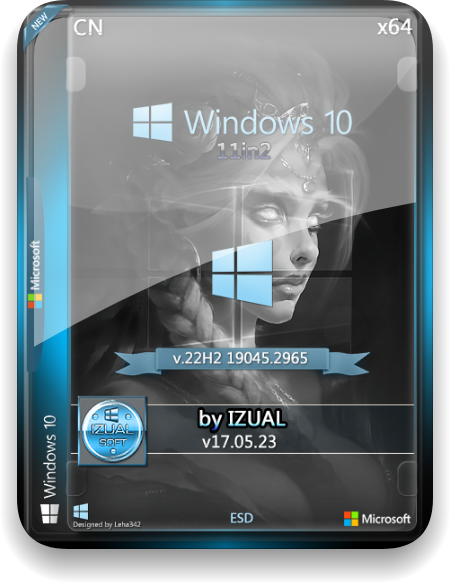 NEW
CN
x64
Windows 10
11in2
Microsoft
v.22H2 19045.2965
IZUAL
SOFT
by IZUAL
v17.05.23
Windows 10
Designed by Leha342
ESD
Microsoft